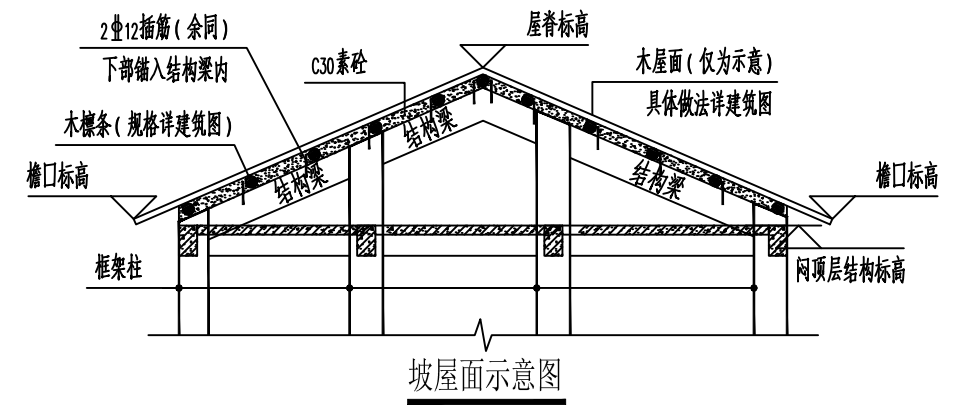 屋脊标高
2Φ12插筋(余同)
下部锚入结构梁内
C30素砼
木屋面(仅为示意)
具体做法详建筑图
木檩条(规格详建筑图)
结构梁
结构梁
结构梁
檐口标高
檐口标高
框架柱
闷顶层结构标高
坡屋面示意图